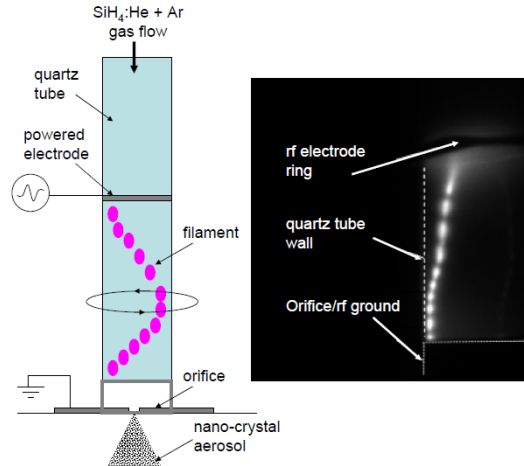 SiH₄:He + Ar
gas flow
quartz
tube
powered
electrode
filament
orifice
nano-crystal
aerosol
rf electrode
ring
quartz tube
wall
Orifice/rf ground